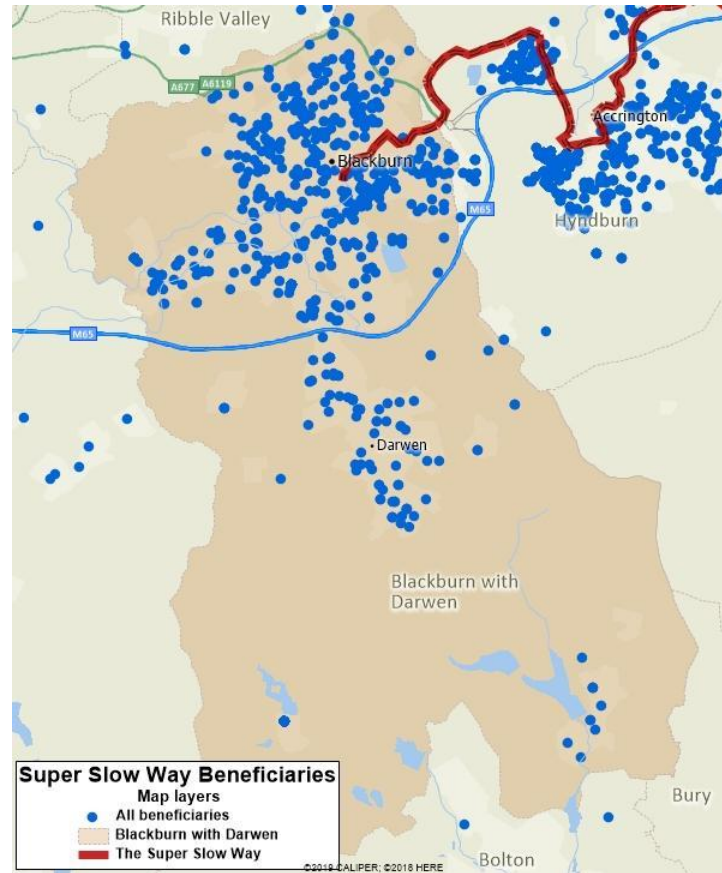 Ribble Valley
A677
A6119
Accrington
Blackburn
M65
Hyndburn
M65
Darwen
Blackburn with
Darwen
Super Slow Way Beneficiaries
Map layers
All beneficiaries
Blackburn with Darwen
The Super Slow Way
Bury
Bolton
©2019 CALIPER; ©2018 HERE